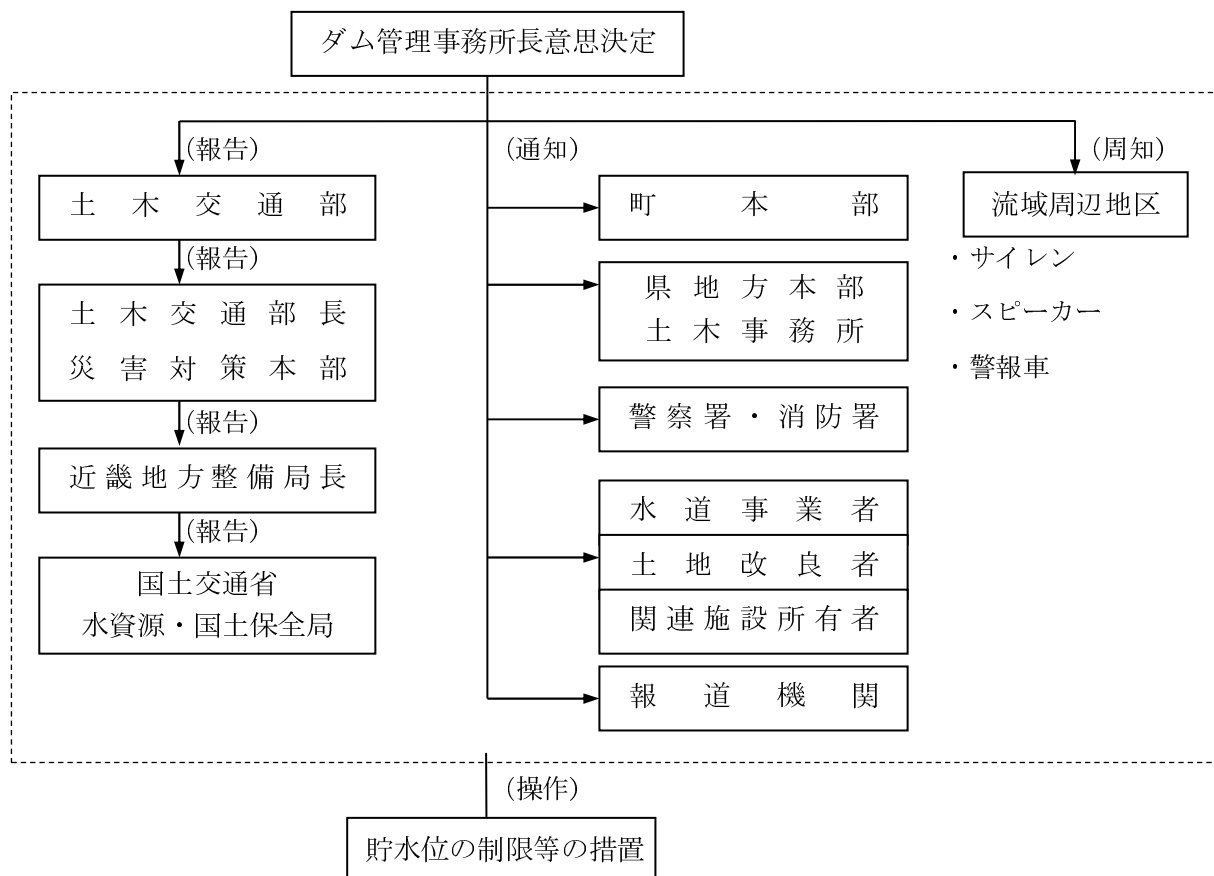 ダム管理事務所長意思決定
(報告)
(通知)
(周知)
土木交通部
町本部
流域周辺地区
(報告)
・サイレン
土木交通部長
災害対策本部
県地方本部
土木事務所
・スピーカー
・警報車
(報告)
警察署・消防署
近畿地方整備局長
水道事業者
(報告)
国土交通省
水資源・国土保全局
土地改良者
関連施設所有者
報道機関
(操作)
貯水位の制限等の措置